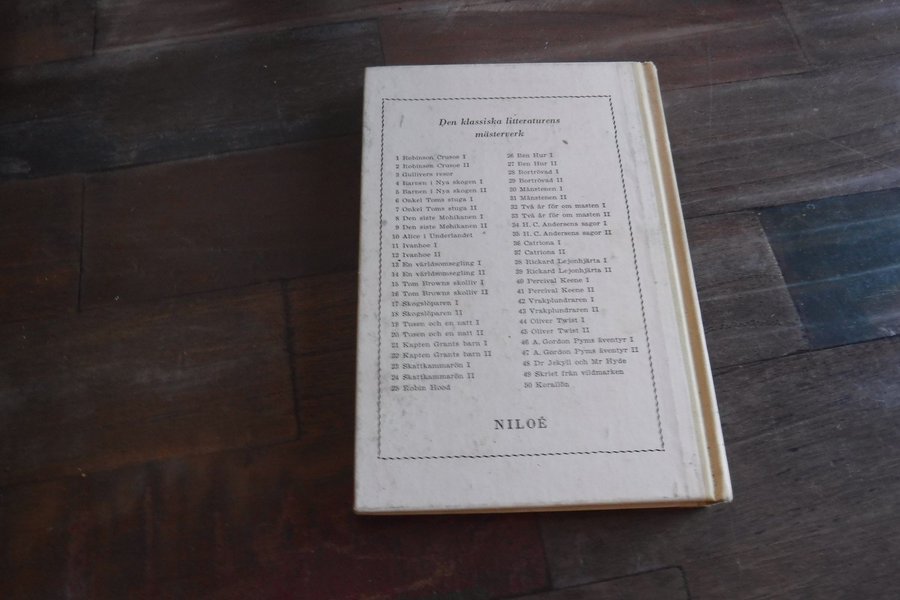 Den klassiska litteraturens
mästerverk
1 Robinson Crusoe I
2 Robinson Crusoe II
3 Gullivers resor
4 Barnen i Nya skogen I
5 Barnen i Nya skogen II
6 Onkel Toms stuga I
7 Onkel Toms stuga II
8 Den siste Mohikanen I
9 Den siste Mohikanen II
10 Alice i Underlandet
11 Ivanhoe I
12 Ivanhoe II
13 En världsomsegling I
14 En världsomsegling II
15 Tom Browns skolliv I
16 Tom Browns skolliv II
17 Skogslöparen I
18 Skogslöparen II
19 Tusen och en natt I
20 Tusen och en natt II
21 Kapten Grants barn I
22 Kapten Grants barn II
23 Skattkammarön I
24 Skattkammarön II
25 Robin Hood
26 Ben Hur I
27 Ben Hur II
28 Bortrövad I
29 Bortrövad II
30 Månstenen I
31 Månstenen II
32 Två år för om masten I
33 Två år för om masten II
34 H. C. Andersens sagor I
35 H. C. Andersens sagor II
36 Catriona I
37 Catriona II
38 Rickard Lejonhjärta I
39 Rickard Lejonhjärta II
40 Percival Keene I
41 Percival Keene II
42 Vrakplundraren I
43 Vrakplundraren II
44 Oliver Twist I
45 Oliver Twist II
46 A. Gordon Pyms äventyr I
47 A. Gordon Pyms äventyr II
48 Dr Jekyll och Mr Hyde
49 Skriet från vildmarken
50 Korallön
NILOÉ